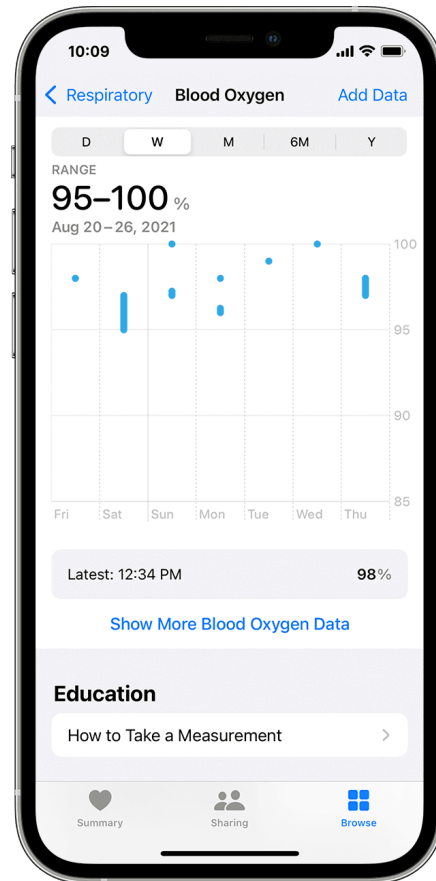 10:09
Respiratory Blood Oxygen Add Data
D W M 6M Y
RANGE
95–100 %
Aug 20–26, 2021
100
95
90
85
Fri Sat Sun Mon Tue Wed Thu
Latest: 12:34 PM 98%
Show More Blood Oxygen Data
Education
How to Take a Measurement
Summary Sharing Browse